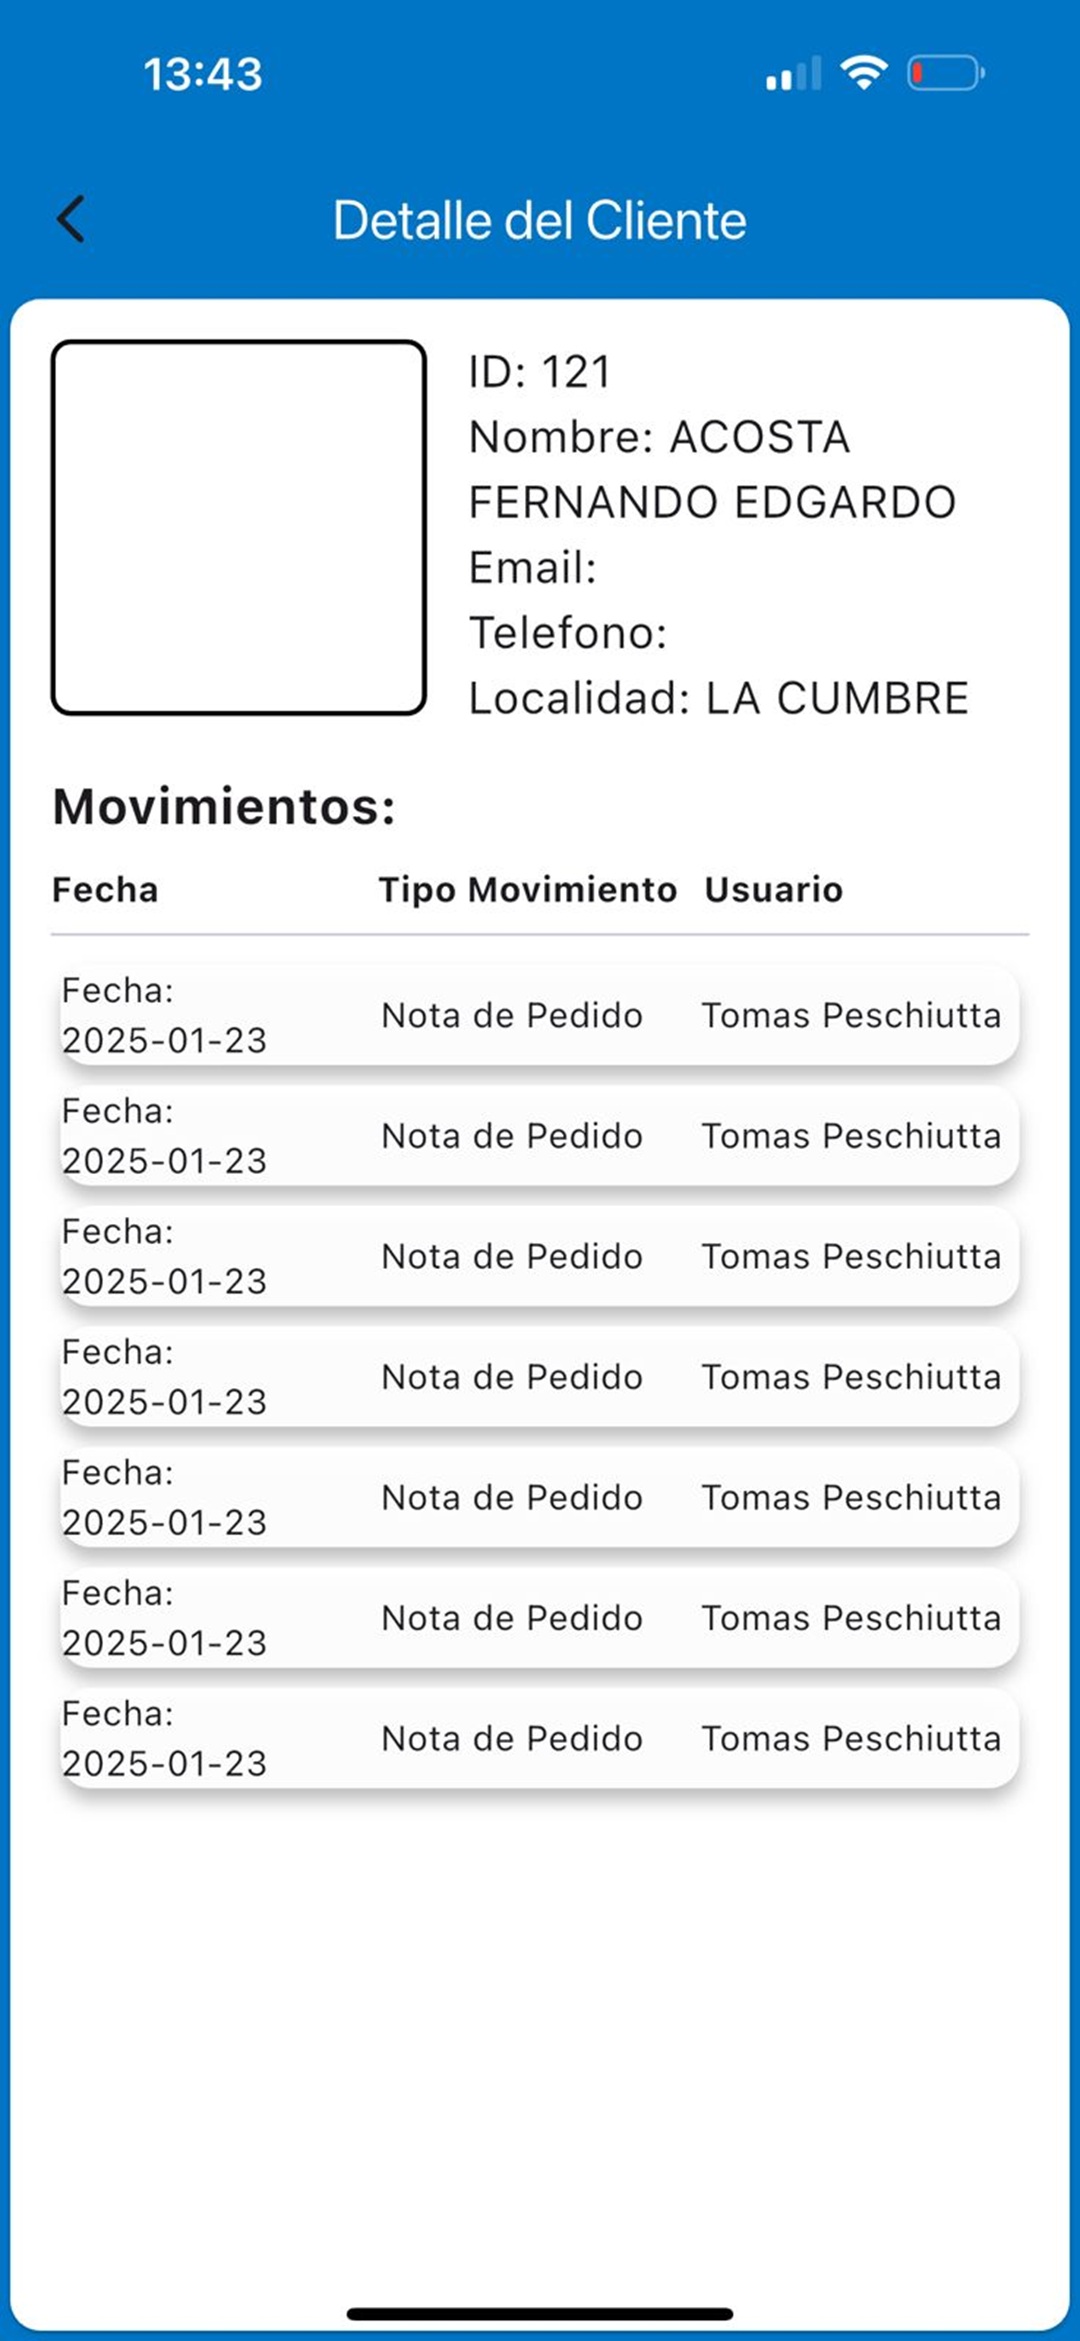 13:43
Detalle del Cliente
ID: 121
Nombre: ACOSTA
FERNANDO EDGARDO
Email:
Telefono:
Localidad: LA CUMBRE
Movimientos:
Fecha Tipo Movimiento Usuario
Fecha:
2025-01-23 Nota de Pedido Tomas Peschiutta
Fecha:
2025-01-23 Nota de Pedido Tomas Peschiutta
Fecha:
2025-01-23 Nota de Pedido Tomas Peschiutta
Fecha:
2025-01-23 Nota de Pedido Tomas Peschiutta
Fecha:
2025-01-23 Nota de Pedido Tomas Peschiutta
Fecha:
2025-01-23 Nota de Pedido Tomas Peschiutta
Fecha:
2025-01-23 Nota de Pedido Tomas Peschiutta